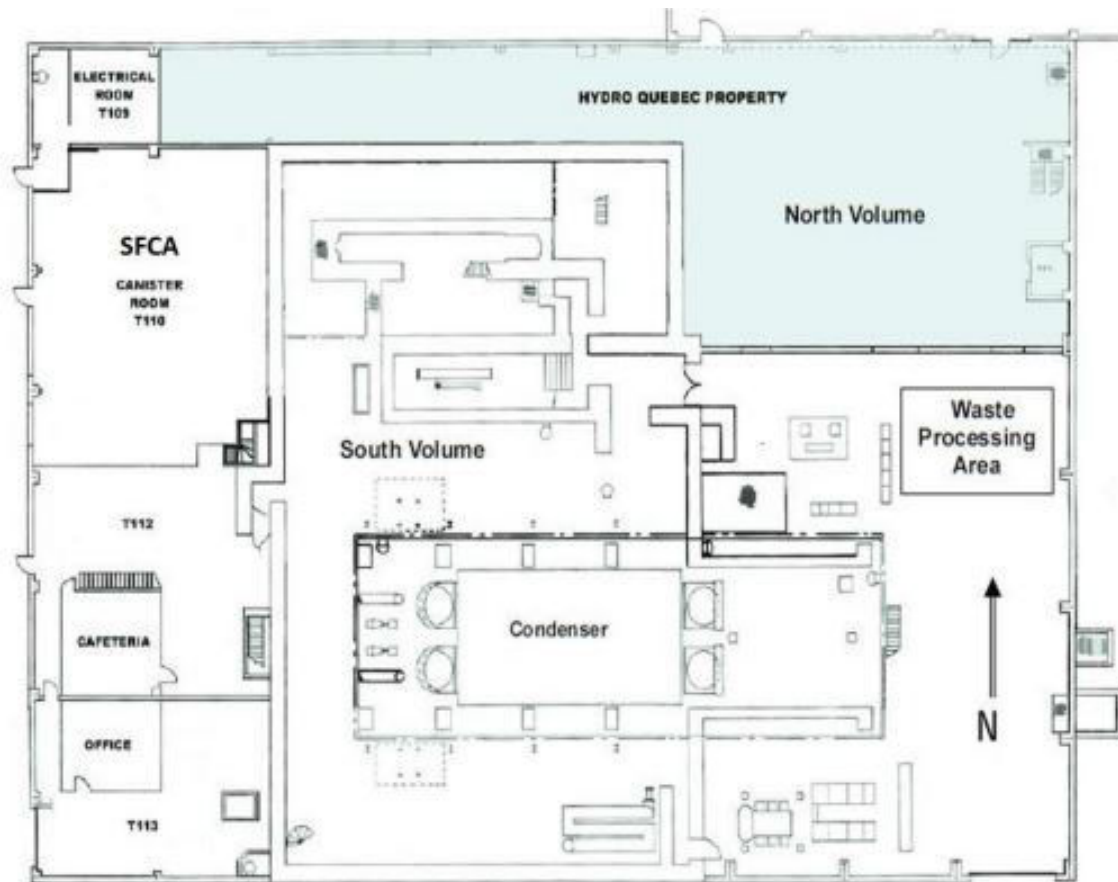 ELECTRICAL
ROOM
T109
HYDRO QUEBEC PROPERTY
North Volume
SFCA
CANISTER
ROOM
T110
Waste
Processing
Area
South Volume
T112
Condenser
CAFETERIA
N
OFFICE
T113